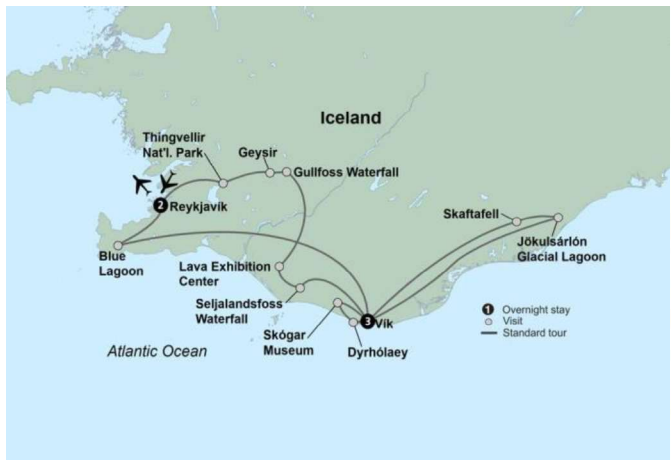 Iceland
Thingvellir
Nat'l. Park
Geysir
Gullfoss Waterfall
2
Reykjavík
Skaftafell
Jökulsárlón
Glacial Lagoon
Blue
Lagoon
Lava Exhibition
Center
Seljalandsfoss
Waterfall
Skógar
Museum
3
Vík
Dyrhólaey
Atlantic Ocean
1 Overnight stay
Visit
Standard tour